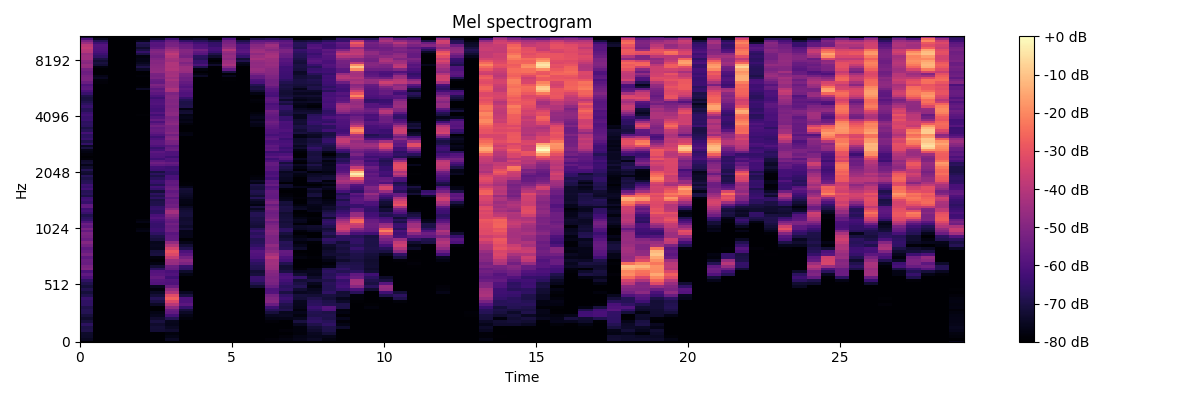 Mel spectrogram
+0 dB
8192
-10 dB
4096
-20 dB
-30 dB
Hz
2048
-40 dB
1024
-50 dB
-60 dB
512
-70 dB
0
-80 dB
0 5 10 15 20 25
Time